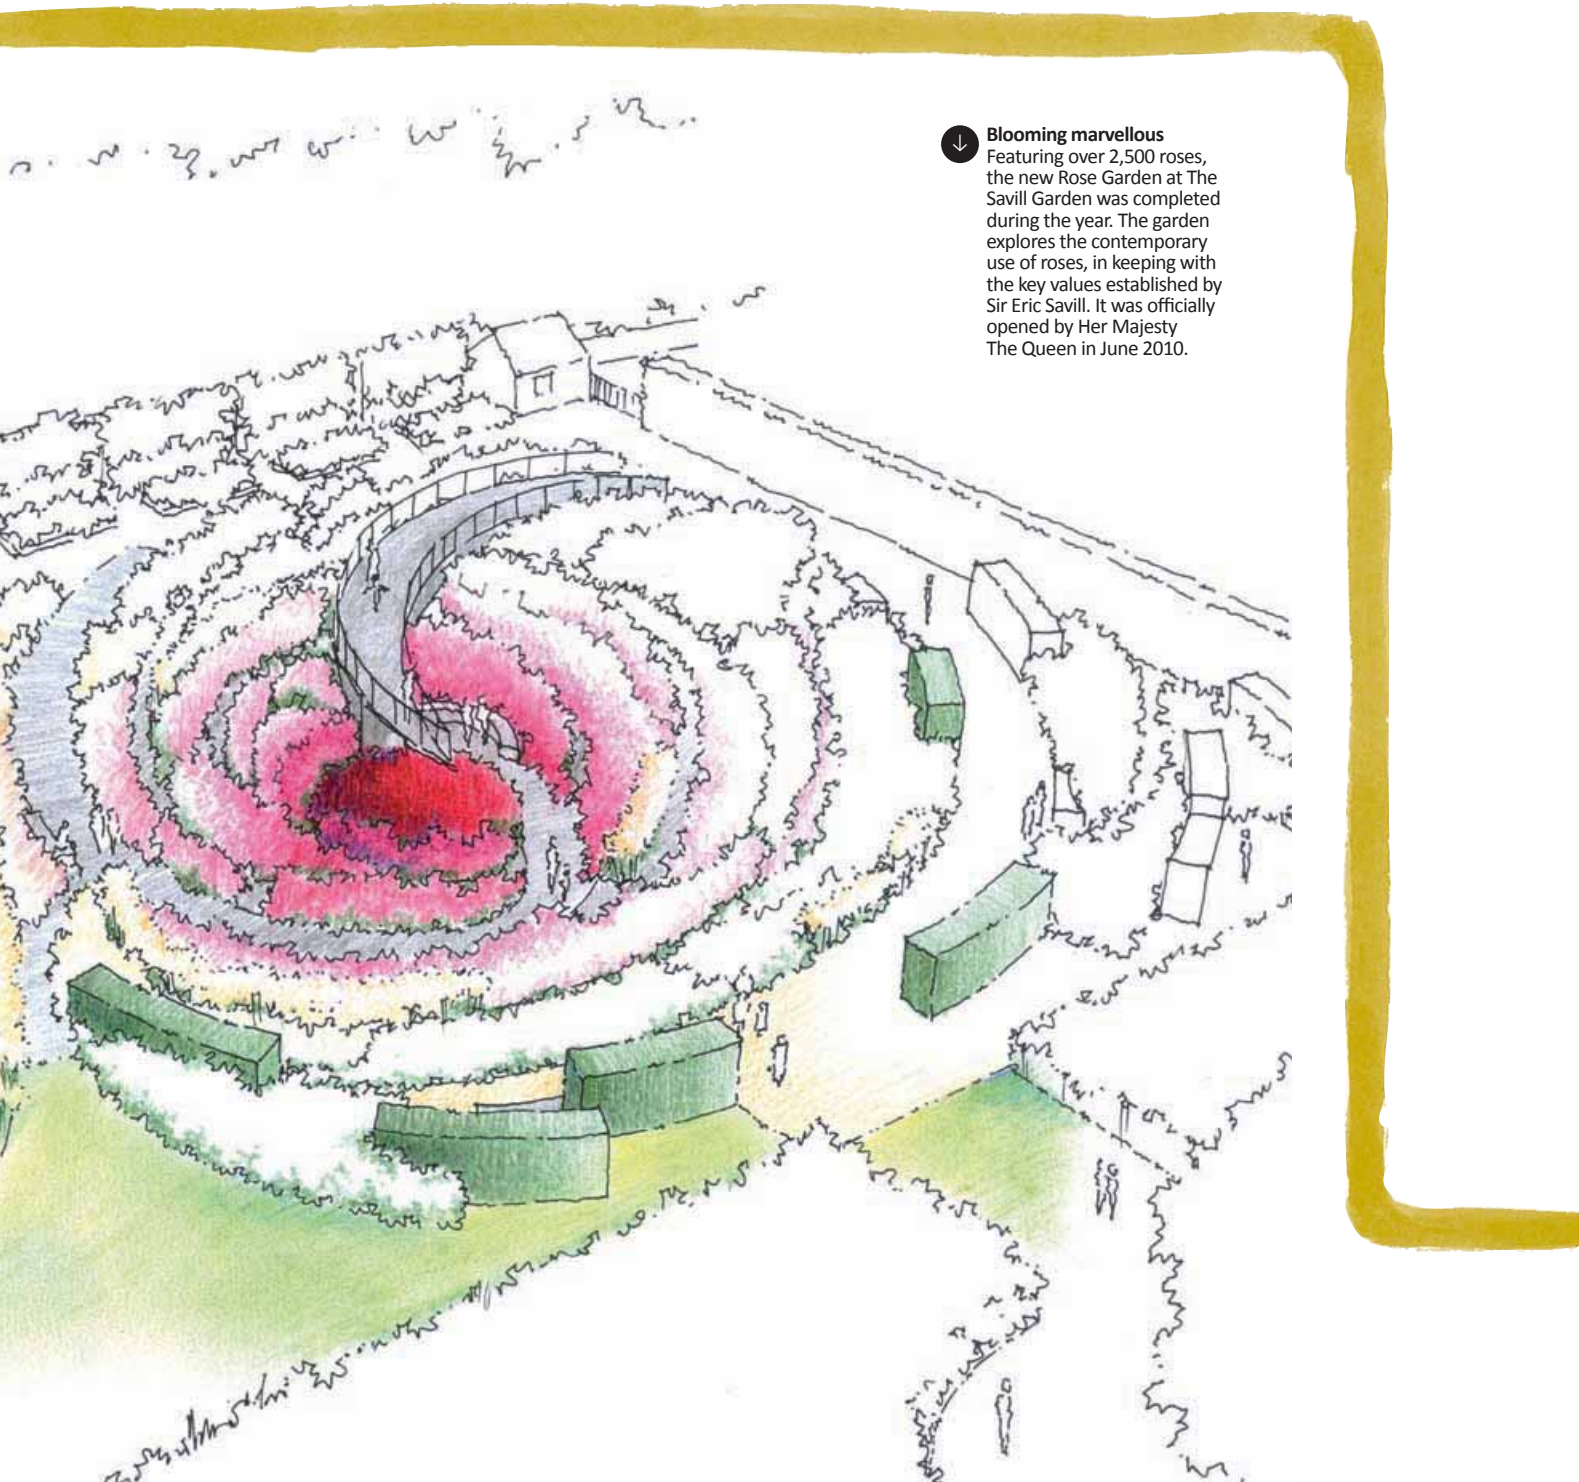 Blooming marvellous
Featuring over 2,500 roses,
the new Rose Garden at The
Savill Garden was completed
during the year. The garden
explores the contemporary
use of roses, in keeping with
the key values established by
Sir Eric Savill. It was officially
opened by Her Majesty
The Queen in June 2010.